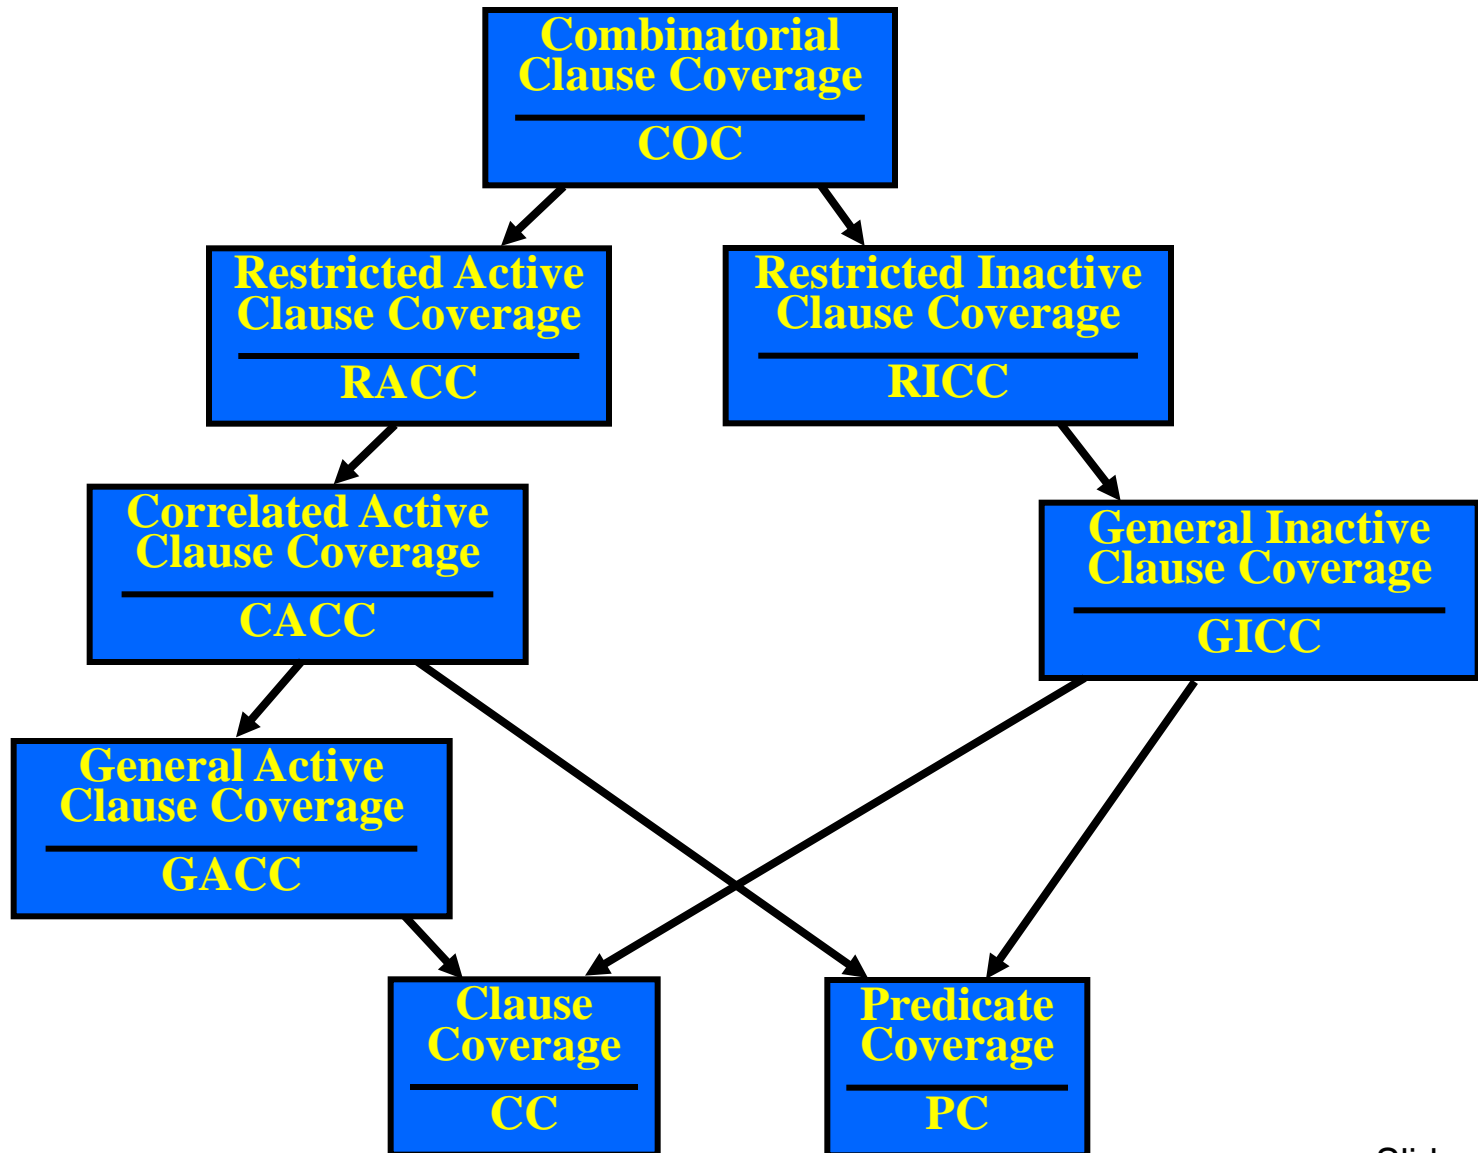 Combinatorial
Clause Coverage
COC
Restricted Active
Clause Coverage
RACC
Restricted Inactive
Clause Coverage
RICC
Correlated Active
Clause Coverage
CACC
General Inactive
Clause Coverage
GICC
General Active
Clause Coverage
GACC
Clause
Coverage
CC
Predicate
Coverage
PC